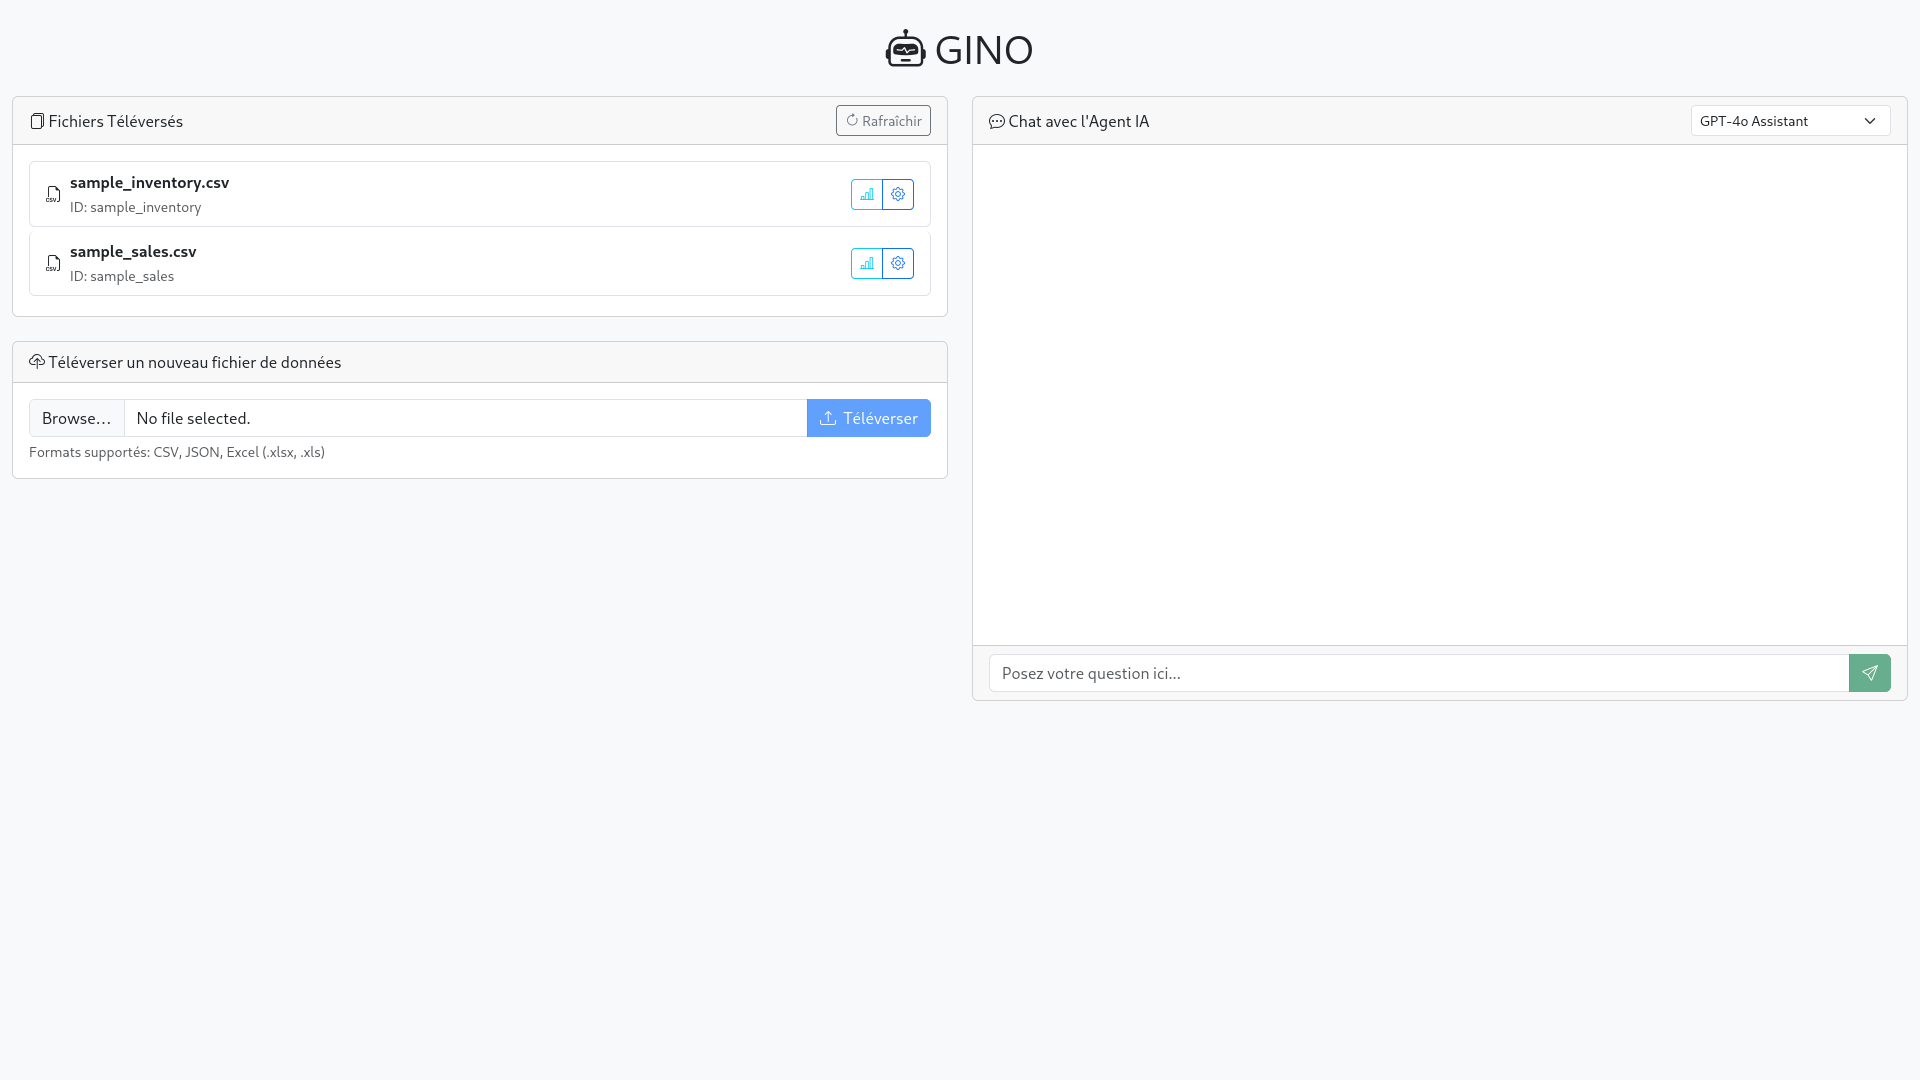 GINO
Fichiers Téléversés
Rafraîchir
sample_inventory.csv
ID: sample_inventory
sample_sales.csv
ID: sample_sales
Téléverser un nouveau fichier de données
Browse... No file selected. Téléverser
Formats supportés: CSV, JSON, Excel (.xlsx, .xls)
Chat avec l'Agent IA
GPT-4o Assistant
Posez votre question ici...